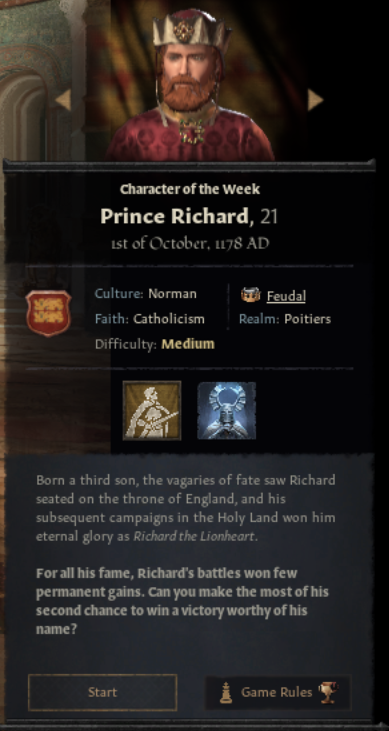 Character of the Week
Prince Richard, 21
1st of October, 1178 AD
Culture: Norman
Faith: Catholicism
Difficulty: Medium
Feudal
Realm: Poitiers
Born a third son, the vagaries of fate saw Richard
seated on the throne of England, and his
subsequent campaigns in the Holy Land won him
eternal glory as Richard the Lionheart.
For all his fame, Richard's battles won few
permanent gains. Can you make the most of his
second chance to win a victory worthy of his
name?
Start
Game Rules